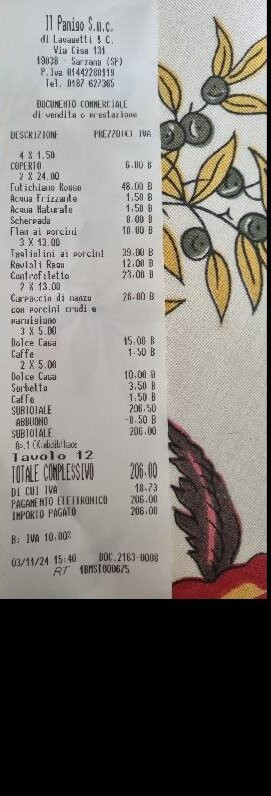 Il Panigo S.n.c.
di Lavagetti & C.
Via Cisa 131
19038 - Sarzana (SP)
P.Iva 01442280119
Tel. 0187 627365
DOCUMENTO COMMERCIALE
di vendita o prestazione
DESCRIZIONE PREZZO(€) IVA
4 X 1.50
COPERTO 6.00 B
2 X 24.00
Eutichiano Rosso 48.00 B
Acqua Frizzante 1.50 B
Acqua Naturale 1.50 B
Scherpada 8.00 B
Flan ai porcini 10.00 B
3 X 13.00
Tagliolini ai porcini 39.00 B
Ravioli Ragu 12.00 B
Controfiletto 23.00 B
2 X 13.00
Carpaccio di manzo 26.00 B
con porcini crudi e
parmigiano
3 X 5.00
Dolce Casa 15.00 B
Caffe 1.50 B
2 X 5.00
Dolce Casa 10.00 B
Sorbetto 3.50 B
Caffe 1.50 B
SUBTOTALE 206.50
ABBUONO -0.50 B
SUBTOTALE 206.00
Tavolo 12
TOTALE COMPLESSIVO 206.00
DI CUI IVA 18.73
PAGAMENTO ELETTRONICO 206.00
IMPORTO PAGATO 206.00
B: IVA 10.00%
03/11/24 15:40 DOC.2163-0008
RT